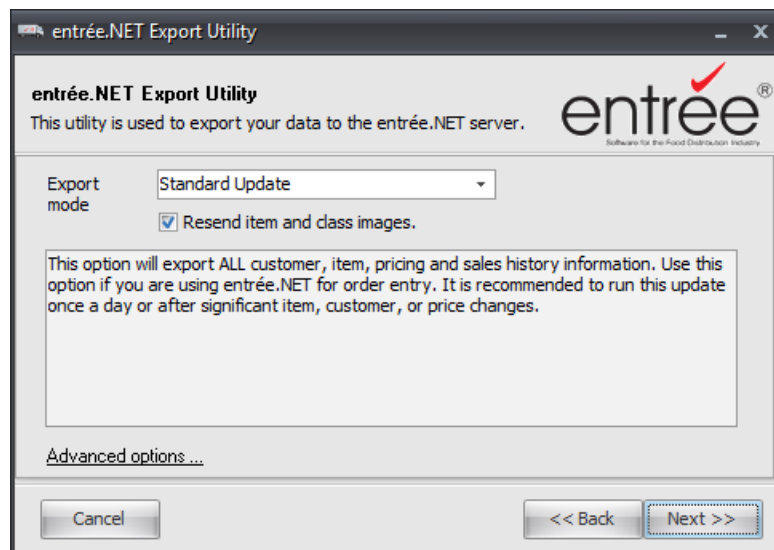 entrée.NET Export Utility
entrée.NET Export Utility
This utility is used to export your data to the entrée.NET server.
entrée®
Software for the Food Distribution Industry
Export mode
Standard Update
Resend item and class images.
This option will export ALL customer, item, pricing and sales history information. Use this
option if you are using entrée.NET for order entry. It is recommended to run this update
once a day or after significant item, customer, or price changes.
Advanced options ...
Cancel
<< Back
Next >>